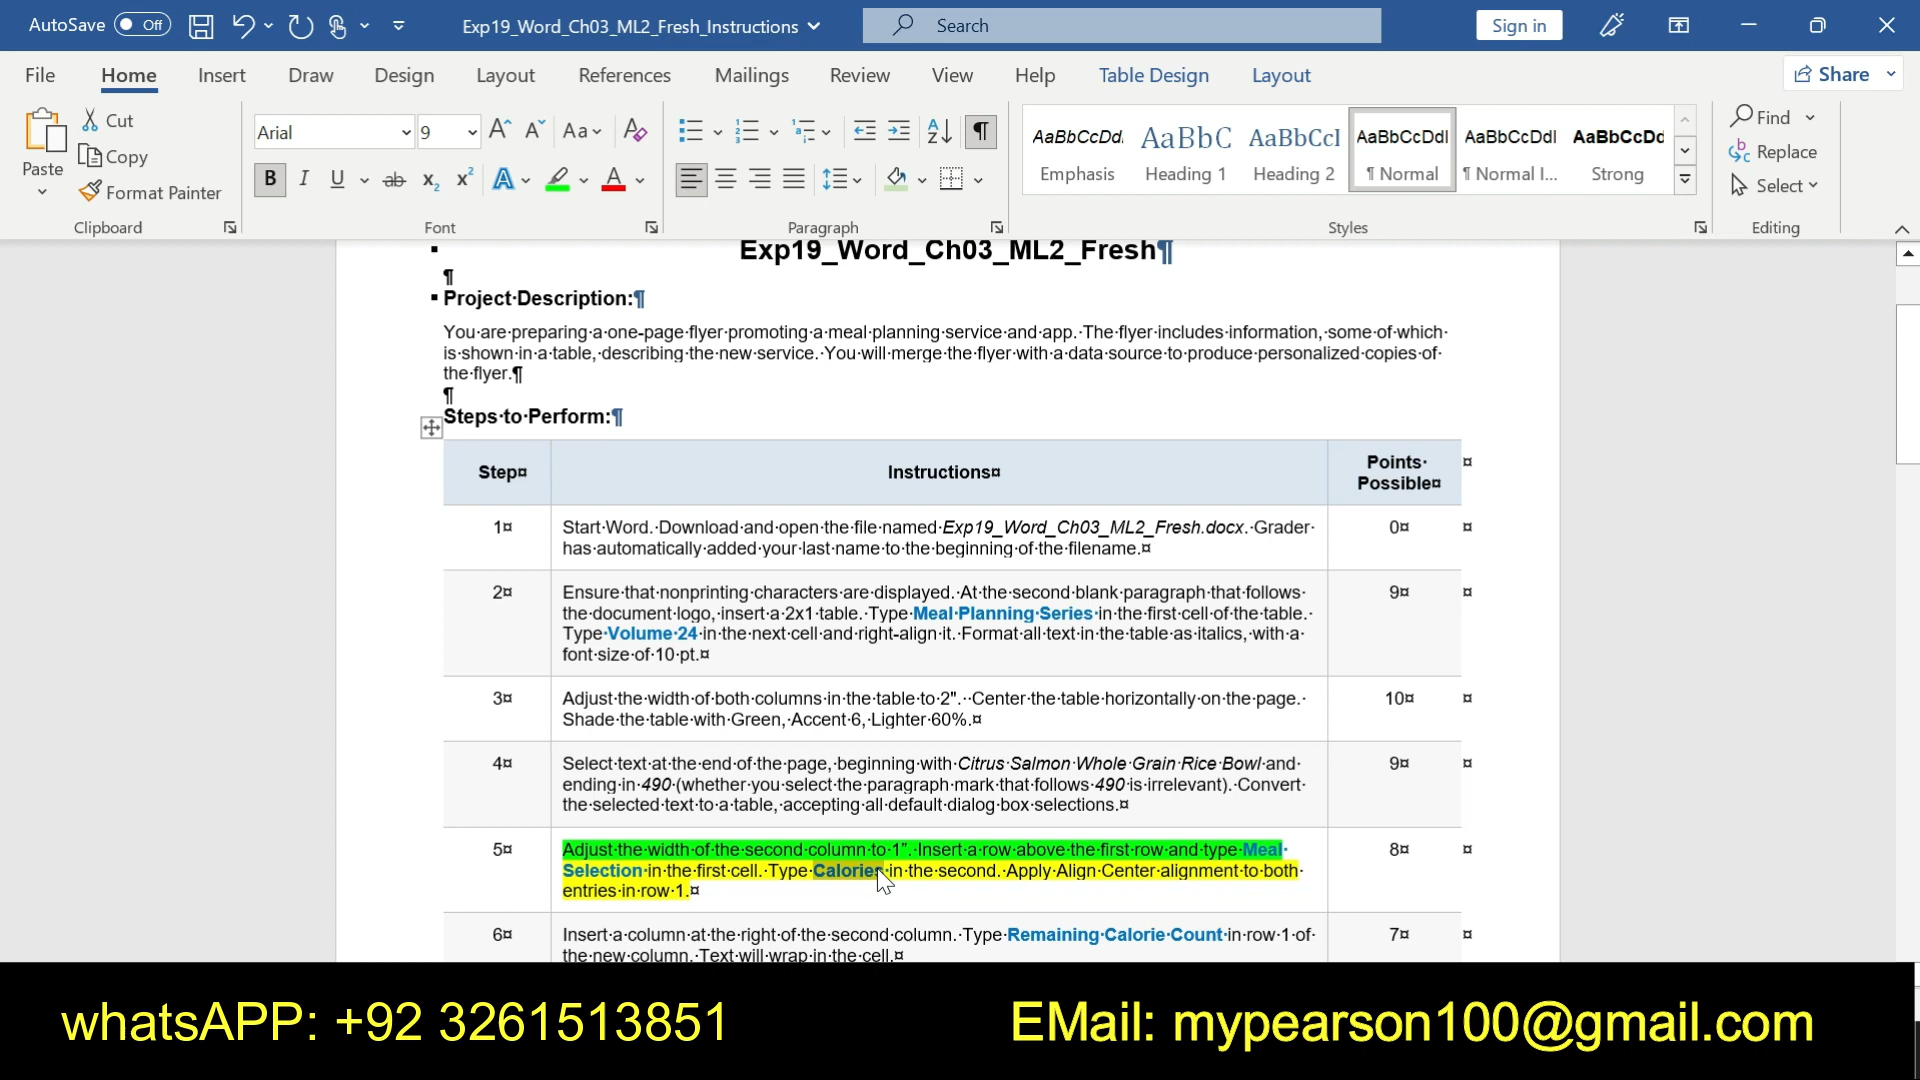 AutoSave Off Exp19_Word_Ch03_ML2_Fresh_Instructions Search Sign in
File Home Insert Draw Design Layout References Mailings Review View Help Table Design Layout Share
Paste Cut Copy Format Painter
Arial 9 Aa
B I U ab x₂ x² A A
AaBbCcDd. AaBbC AaBbCcI AaBbCcDdI AaBbCcDdI AaBbCcDd
Emphasis Heading 1 Heading 2 ¶ Normal ¶ Normal I... Strong
Find Replace Select
Clipboard Font Paragraph Styles Editing
Exp19_Word_Ch03_ML2_Fresh¶
¶
Project·Description:¶
You·are·preparing·a·one-page·flyer·promoting·a·meal·planning·service·and·app.·The·flyer·includes·information,·some·of·which·
is·shown·in·a·table,·describing·the·new·service.·You·will·merge·the·flyer·with·a·data·source·to·produce·personalized·copies·of·
the·flyer.¶
¶
Steps·to·Perform:¶
Step¤ Instructions¤ Points·
Possible¤ ¤
1¤ Start·Word.·Download·and·open·the·file·named·Exp19_Word_Ch03_ML2_Fresh.docx.·Grader·
has·automatically·added·your·last·name·to·the·beginning·of·the·filename.¤ 0¤ ¤
2¤ Ensure·that·nonprinting·characters·are·displayed.·At·the·second·blank·paragraph·that·follows·
the·document·logo,·insert·a·2x1·table.·Type·Meal·Planning·Series·in·the·first·cell·of·the·table.·
Type·Volume·24·in·the·next·cell·and·right-align·it.·Format·all·text·in·the·table·as·italics,·with·a·
font·size·of·10·pt.¤ 9¤ ¤
3¤ Adjust·the·width·of·both·columns·in·the·table·to·2".··Center·the·table·horizontally·on·the·page.·
Shade·the·table·with·Green,·Accent·6,·Lighter·60%.¤ 10¤ ¤
4¤ Select·text·at·the·end·of·the·page,·beginning·with·Citrus·Salmon·Whole·Grain·Rice·Bowl·and·
ending·in·490·(whether·you·select·the·paragraph·mark·that·follows·490·is·irrelevant).·Convert·
the·selected·text·to·a·table,·accepting·all·default·dialog·box·selections.¤ 9¤ ¤
5¤ Adjust·the·width·of·the·second·column·to·1”.·Insert·a·row·above·the·first·row·and·type·Meal·
Selection·in·the·first·cell.·Type·Calories·in·the·second.·Apply·Align·Center·alignment·to·both·
entries·in·row·1.¤ 8¤ ¤
6¤ Insert·a·column·at·the·right·of·the·second·column.·Type·Remaining·Calorie·Count·in·row·1·of·
the·new·column.·Text·will·wrap·in·the·cell.¤ 7¤ ¤
whatsAPP: +92 3261513851 EMail: mypearson100@gmail.com